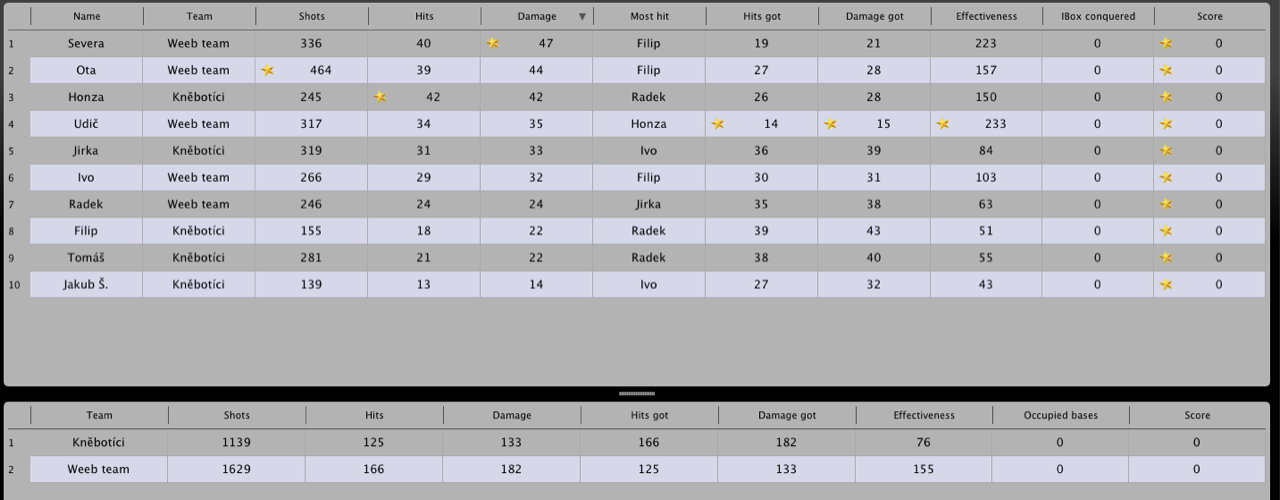 Name Team Shots Hits Damage Most hit Hits got Damage got Effectiveness IBox conquered Score
1 Severa Weeb team 336 40 47 Filip 19 21 223 0 0
2 Ota Weeb team 464 39 44 Filip 27 28 157 0 0
3 Honza Kněbotíci 245 42 42 Radek 26 28 150 0 0
4 Udič Weeb team 317 34 35 Honza 14 15 233 0 0
5 Jirka Kněbotíci 319 31 33 Ivo 36 39 84 0 0
6 Ivo Weeb team 266 29 32 Filip 30 31 103 0 0
7 Radek Weeb team 246 24 24 Jirka 35 38 63 0 0
8 Filip Kněbotíci 155 18 22 Radek 39 43 51 0 0
9 Tomáš Kněbotíci 281 21 22 Radek 38 40 55 0 0
10 Jakub Š. Kněbotíci 139 13 14 Ivo 27 32 43 0 0
Team Shots Hits Damage Hits got Damage got Effectiveness Occupied bases Score
1 Kněbotíci 1139 125 133 166 182 76 0 0
2 Weeb team 1629 166 182 125 133 155 0 0